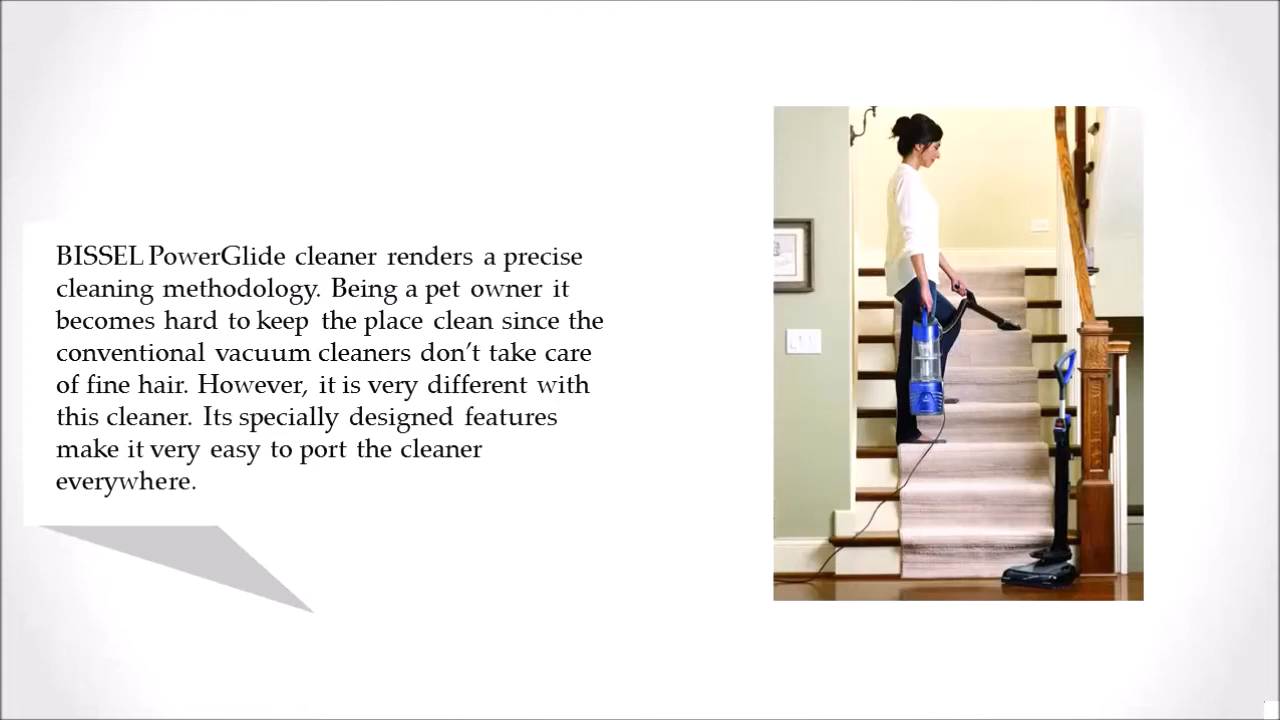 BISSEL PowerGlide cleaner renders a precise
cleaning methodology. Being a pet owner it
becomes hard to keep the place clean since the
conventional vacuum cleaners don’t take care
of fine hair. However, it is very different with
this cleaner. Its specially designed features
make it very easy to port the cleaner
everywhere.